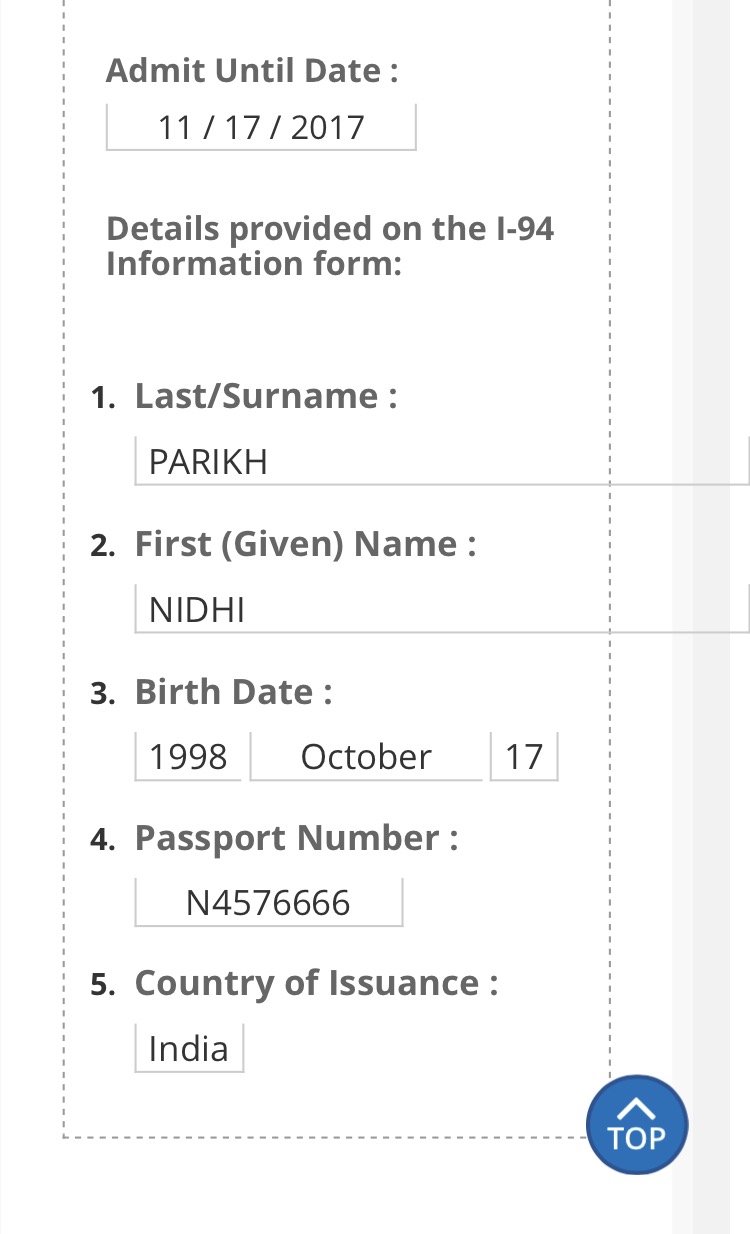 Admit Until Date :
11 / 17 / 2017
Details provided on the I-94
Information form:
1. Last/Surname :
PARIKH
2. First (Given) Name :
NIDHI
3. Birth Date :
1998 October 17
4. Passport Number :
N4576666
5. Country of Issuance :
India
TOP